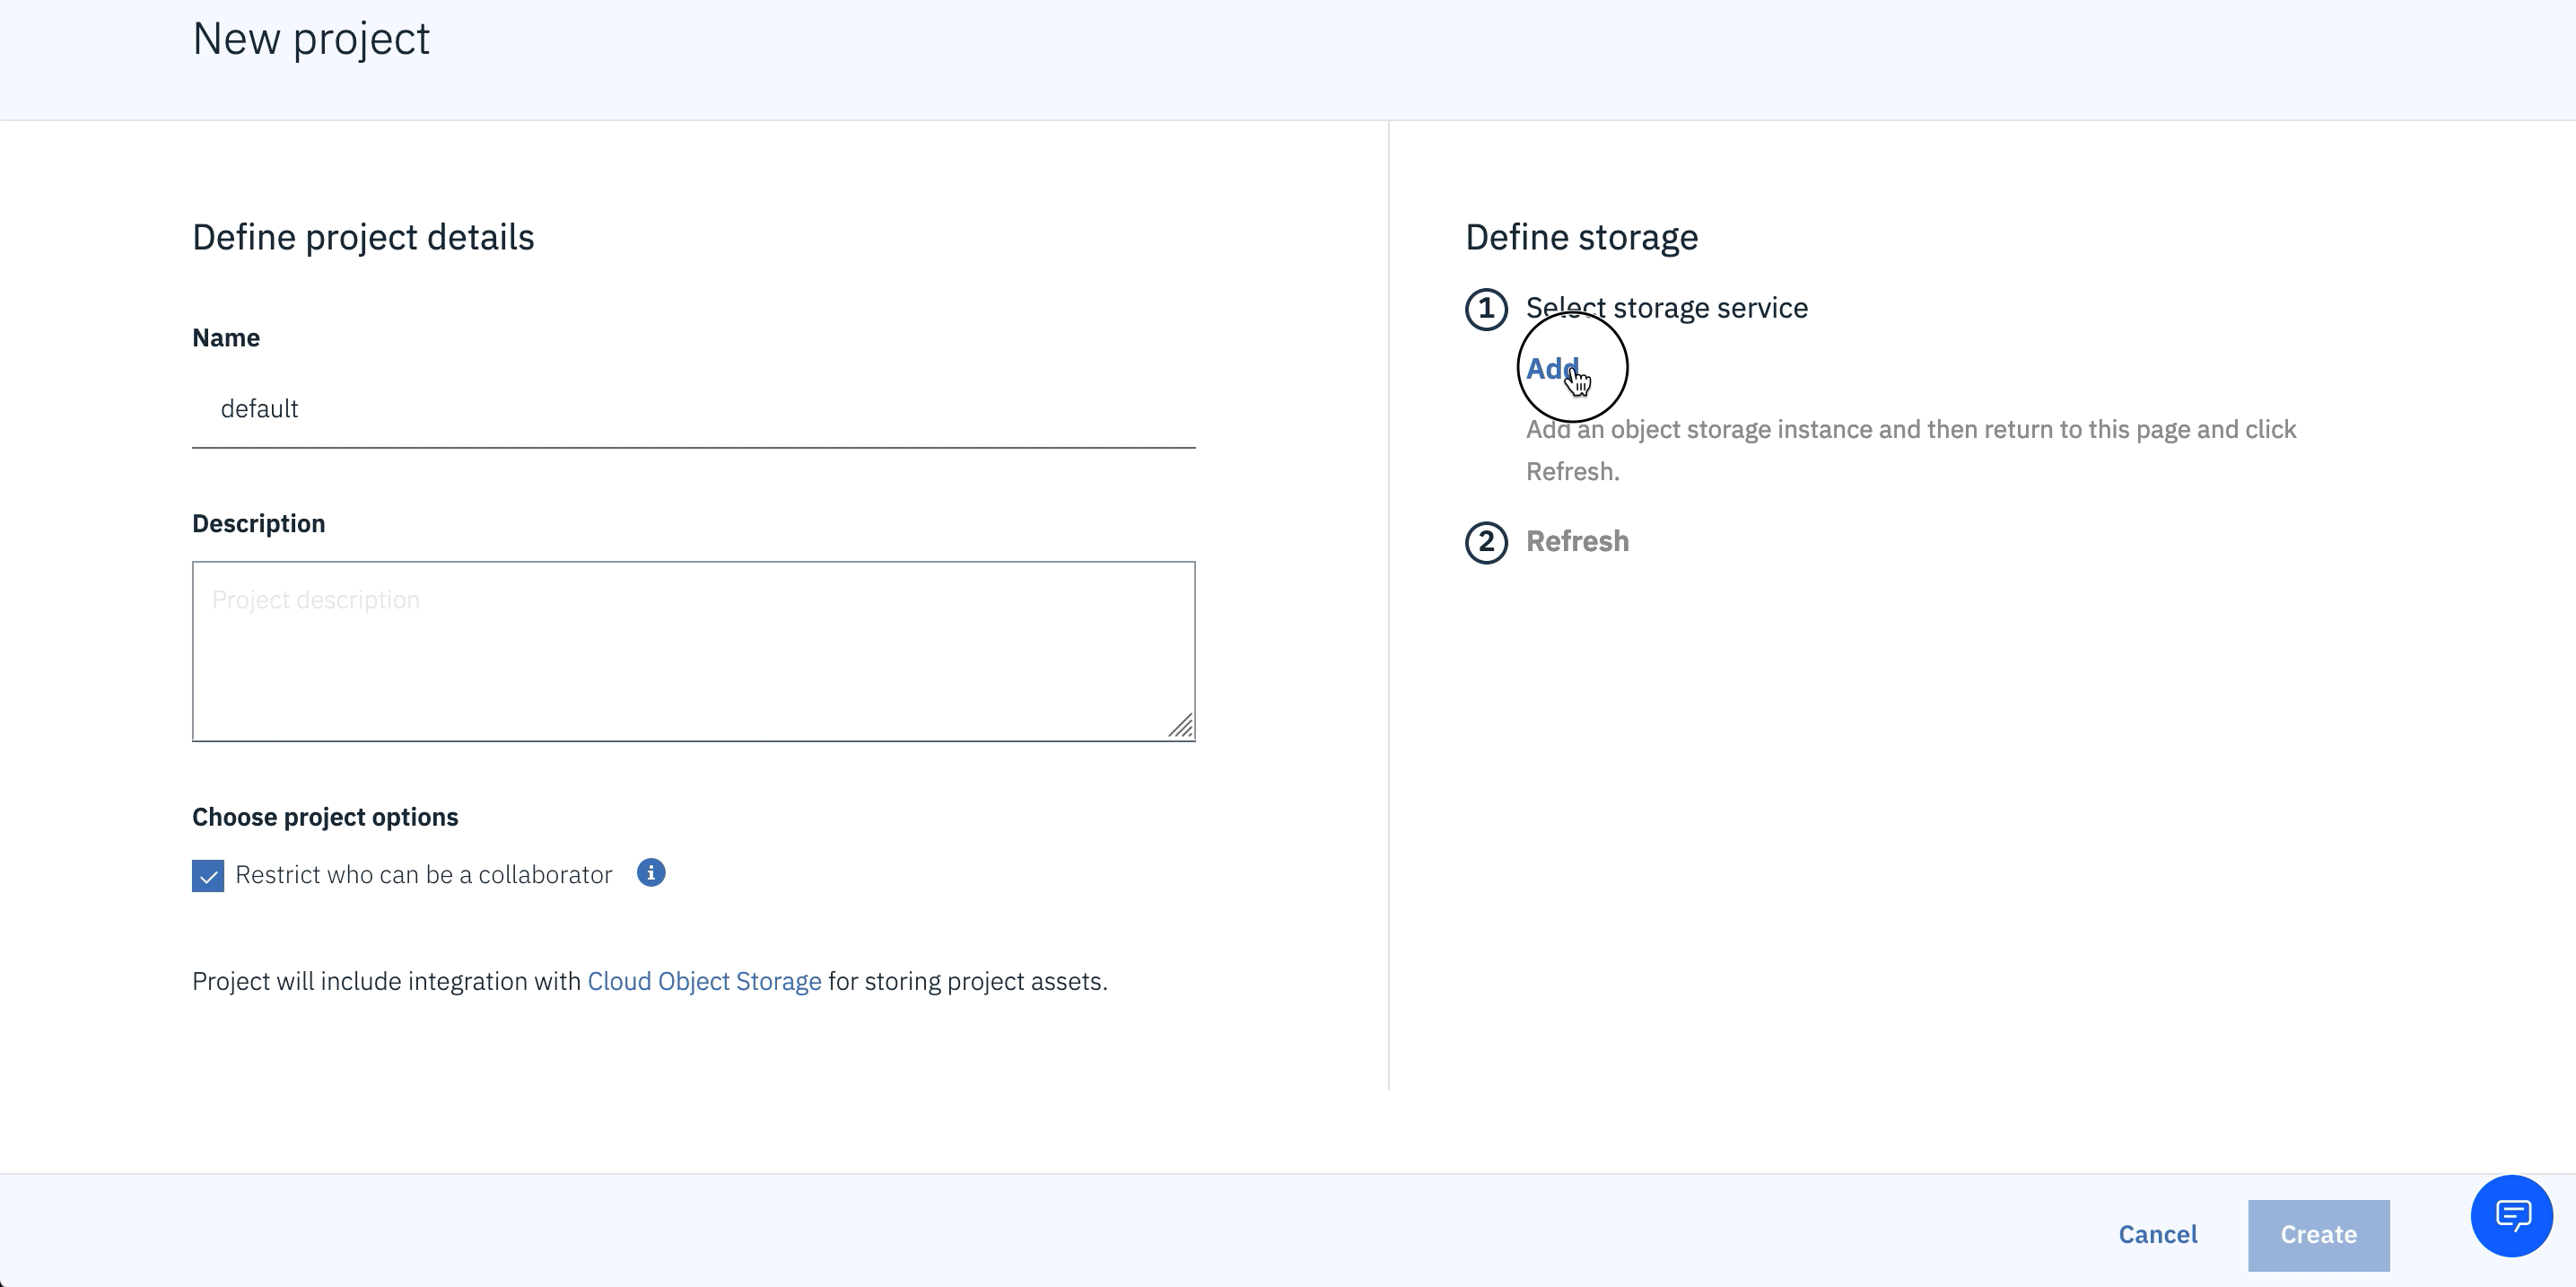 New project
Define project details
Name
default
Description
Project description
Choose project options
Restrict who can be a collaborator
Project will include integration with Cloud Object Storage for storing project assets.
Define storage
1 Select storage service
Add
Add an object storage instance and then return to this page and click
Refresh.
2 Refresh
Cancel
Create